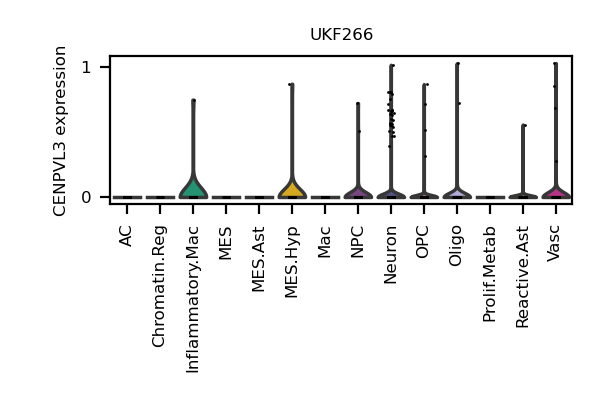 UKF266
CENPVL3 expression
1
0
AC
Chromatin.Reg
Inflammatory.Mac
MES
MES.Ast
MES.Hyp
Mac
NPC
Neuron
OPC
Oligo
Prolif.Metab
Reactive.Ast
Vasc